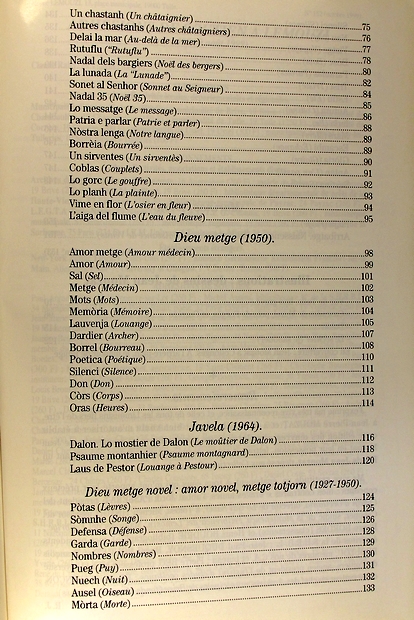 Un chastanh (Un châtaignier) 75
Autres chastanhs (Autres châtaigniers) 76
Delai la mar (Au-delà de la mer) 77
Rutuflu ("Rutuflu") 78
Nadal dels bargiers (Noël des bergers) 80
La lunada (La "Lunade") 82
Sonet al Senhor (Sonnet au Seigneur) 84
Nadal 35 (Noël 35) 85
Lo messatge (Le message) 86
Patria e parlar (Patrie et parler) 88
Nòstra lenga (Notre langue) 89
Borrèia (Bourrée) 89
Un sirventes (Un sirventès) 90
Coblas (Couplets) 91
Lo gorc (Le gouffre) 92
Lo planh (La plainte) 93
Vime en flor (L'osier en fleur) 94
L'aiga del flume (L'eau du fleuve) 95
Dieu metge (1950).
Amor metge (Amour médecin) 98
Amor (Amour) 99
Sal (Sel) 101
Metge (Médecin) 102
Mots (Mots) 103
Memòria (Mémoire) 104
Lauvenja (Louange) 105
Dardier (Archer) 107
Borrel (Bourreau) 108
Poetica (Poétique) 110
Silenci (Silence) 111
Don (Don) 112
Còrs (Corps) 113
Oras (Heures) 114
Javela (1964).
Dalon. Lo mostier de Dalon (Le moûtier de Dalon) 116
Psaume montanhier (Psaume montagnard) 118
Laus de Pestor (Louange à Pestour) 120
Dieu metge novel : amor novel, metge totjorn (1927-1950).
Pòtas (Lèvres) 124
Sòmnhe (Songe) 125
Defensa (Défense) 126
Garda (Garde) 128
Nombres (Nombres) 129
Pueg (Puy) 130
Nuech (Nuit) 131
Ausel (Oiseau) 132
Mòrta (Morte) 133